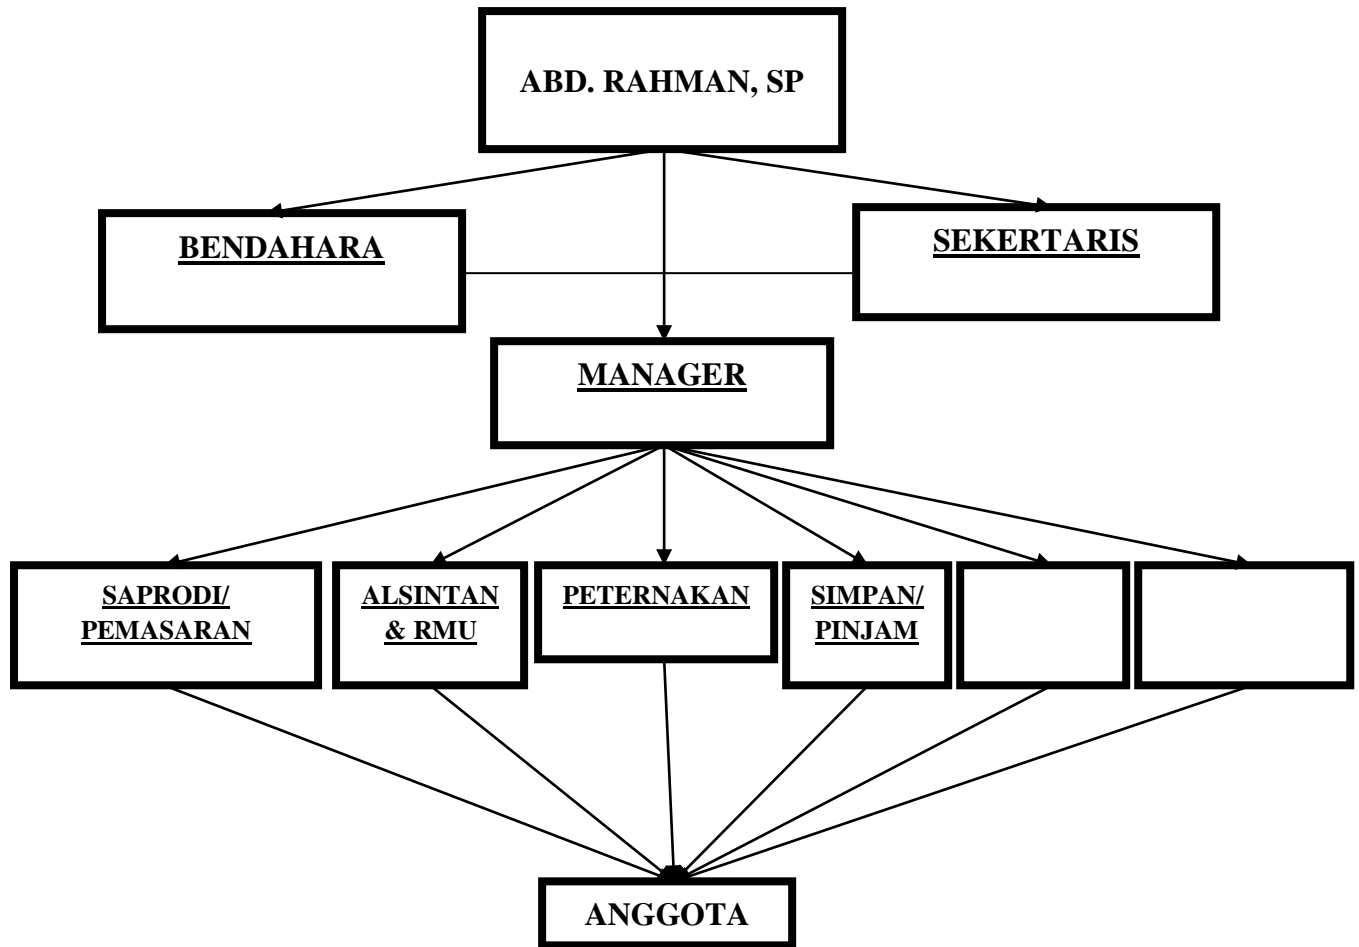 ABD. RAHMAN, SP
BENDAHARA
SEKERTARIS
MANAGER
SAPRODI/
PEMASARAN
ALSINTAN
& RMU
PETERNAKAN
SIMPAN/
PINJAM
ANGGOTA